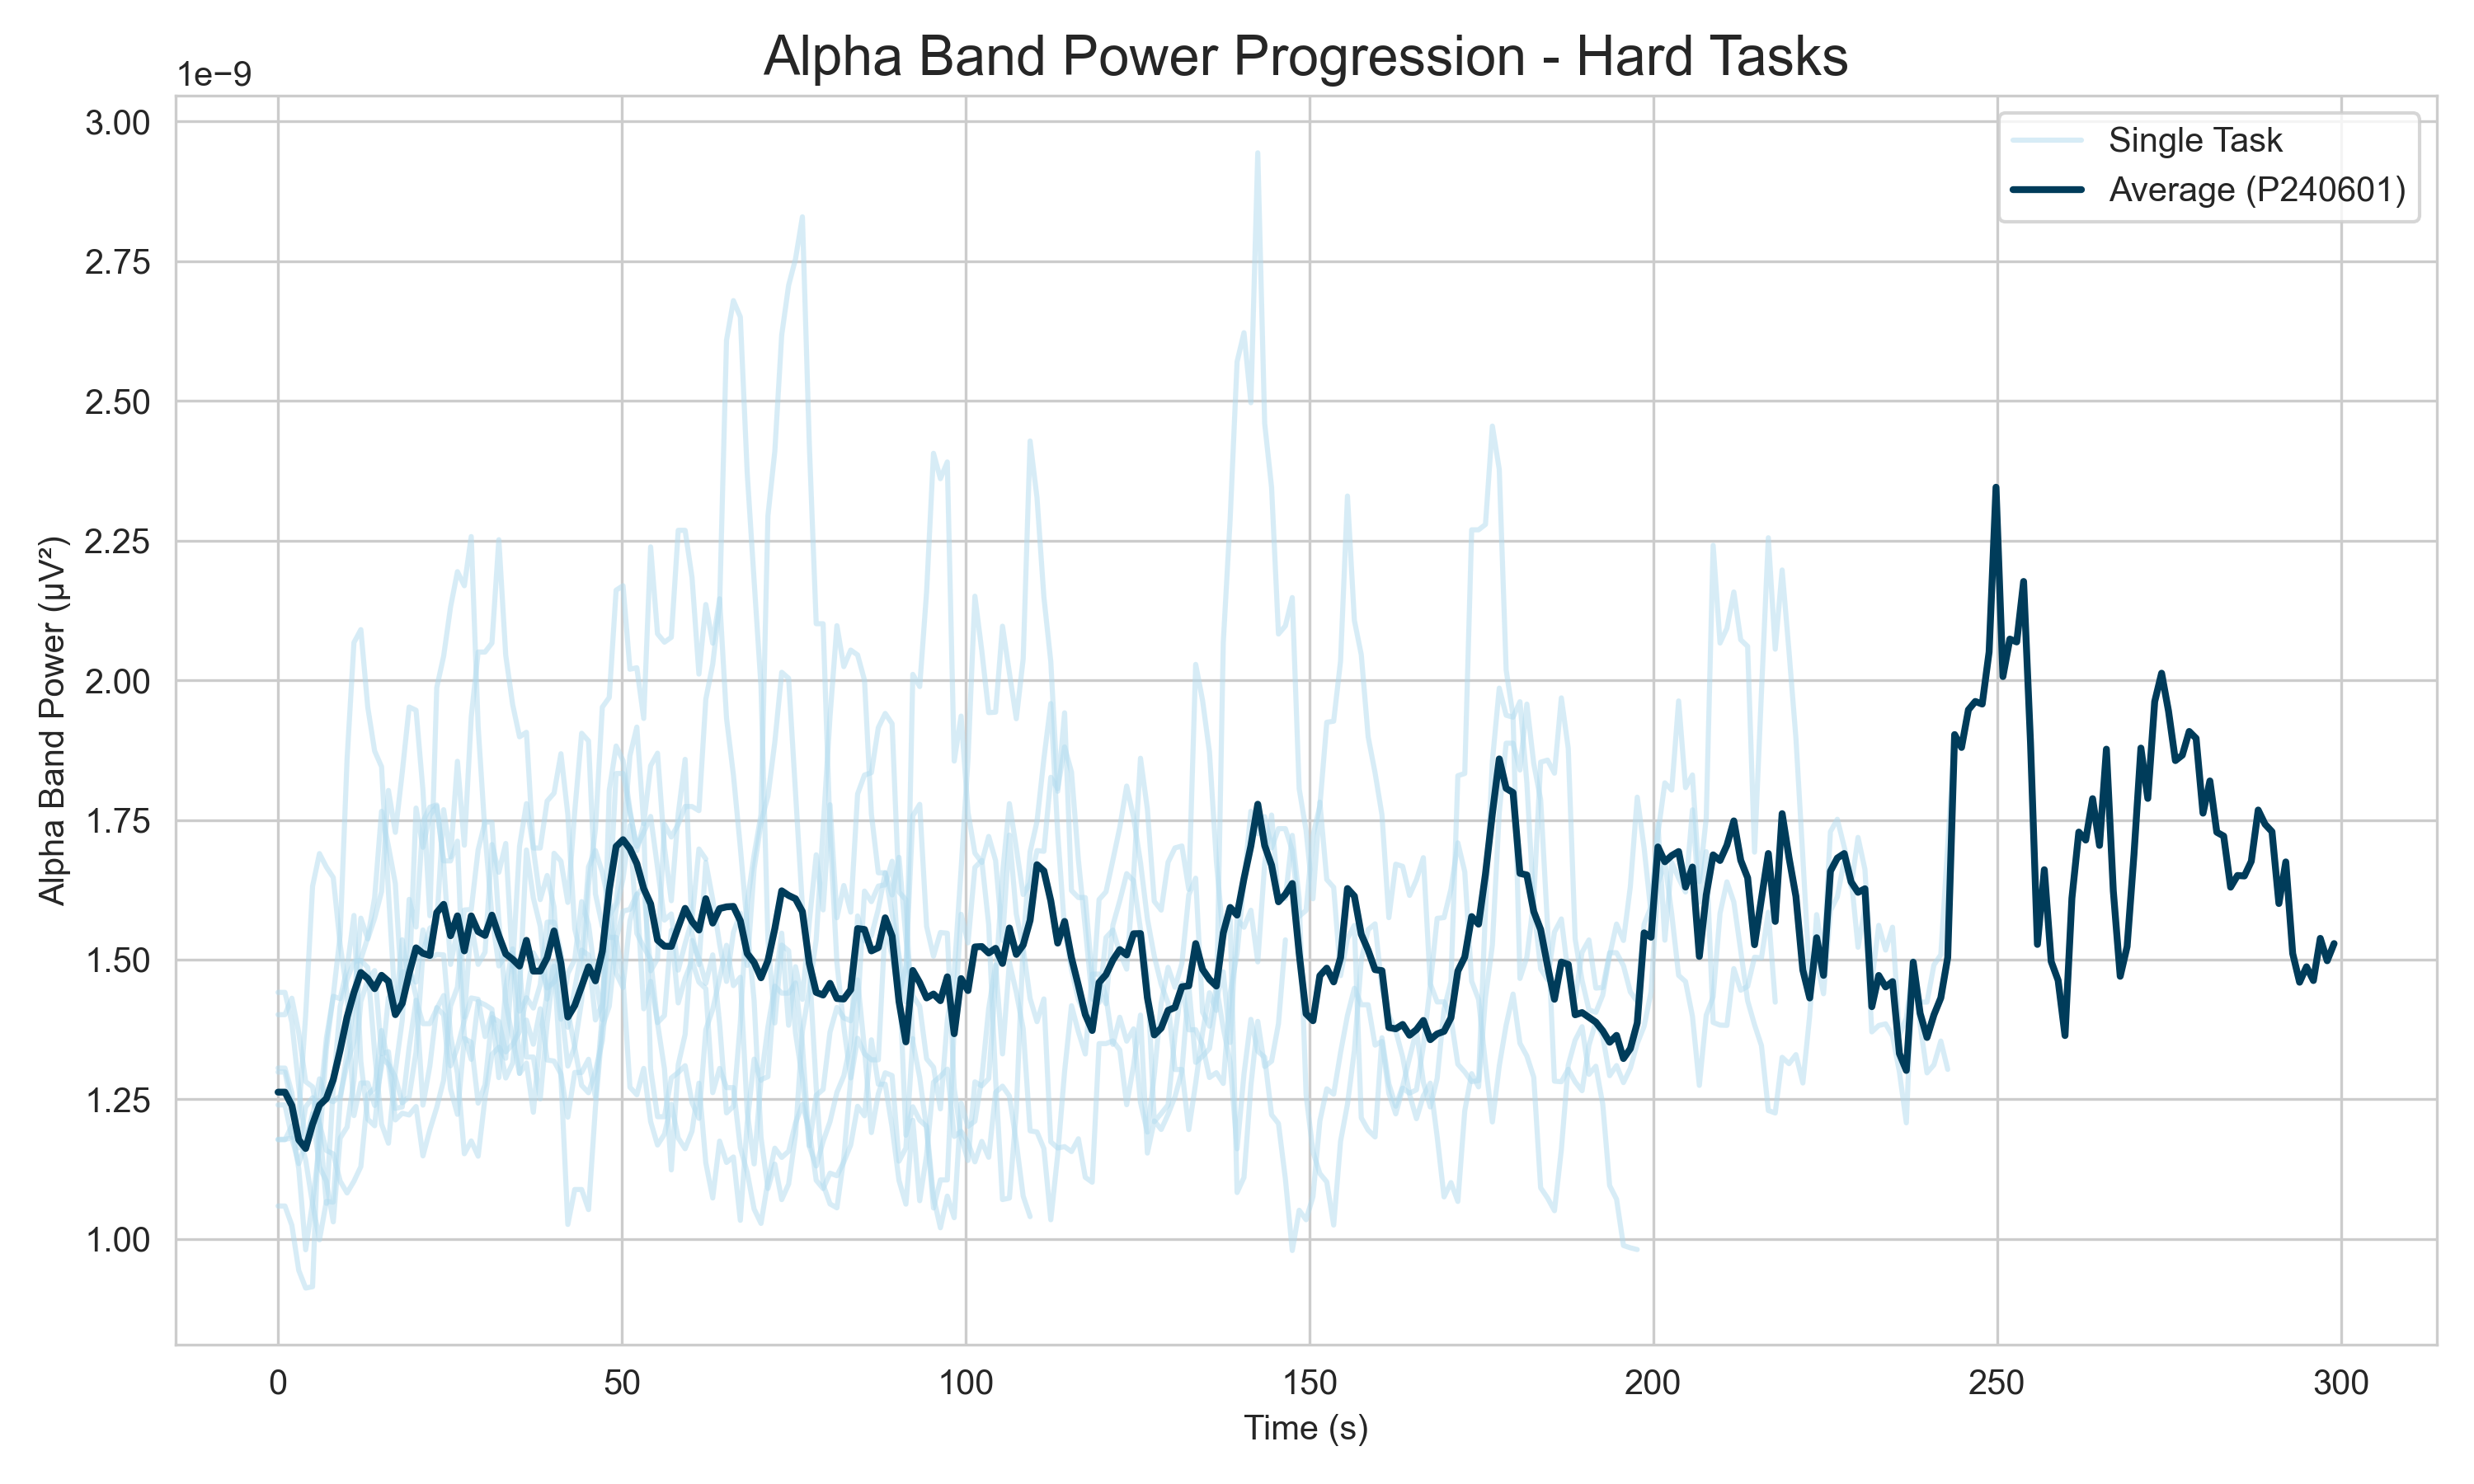 Alpha Band Power Progression - Hard Tasks
1e−9
3.00
2.75
2.50
2.25
2.00
1.75
1.50
1.25
1.00
Alpha Band Power (μV²)
Single Task
Average (P240601)
0 50 100 150 200 250 300
Time (s)